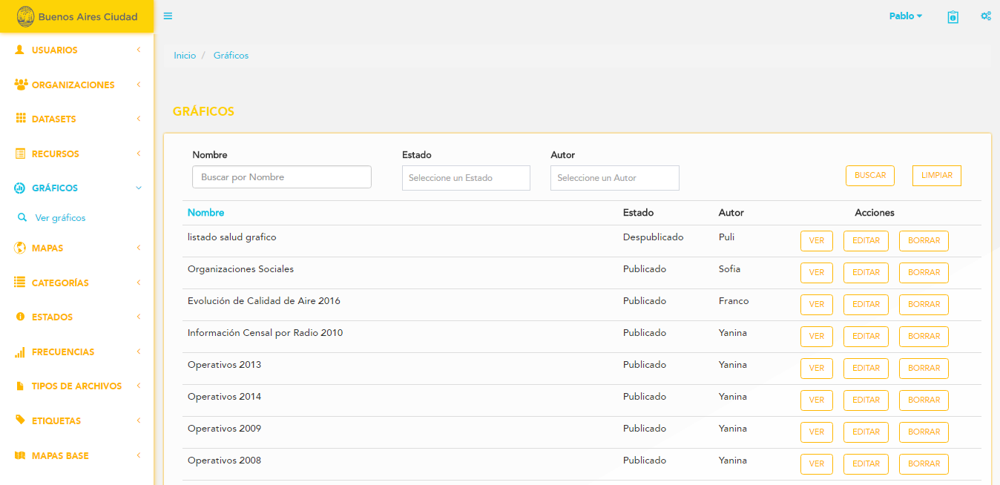 Buenos Aires Ciudad
Pablo
USUARIOS
ORGANIZACIONES
DATASETS
RECURSOS
GRÁFICOS
Ver gráficos
MAPAS
CATEGORÍAS
ESTADOS
FRECUENCIAS
TIPOS DE ARCHIVOS
ETIQUETAS
MAPAS BASE
Inicio / Gráficos
GRÁFICOS
Nombre Estado Autor
Buscar por Nombre Seleccione un Estado Seleccione un Autor BUSCAR LIMPIAR
Nombre Estado Autor Acciones
listado salud grafico Despublicado Puli VER EDITAR BORRAR
Organizaciones Sociales Publicado Sofia VER EDITAR BORRAR
Evolución de Calidad de Aire 2016 Publicado Franco VER EDITAR BORRAR
Información Censal por Radio 2010 Publicado Yanina VER EDITAR BORRAR
Operativos 2013 Publicado Yanina VER EDITAR BORRAR
Operativos 2014 Publicado Yanina VER EDITAR BORRAR
Operativos 2009 Publicado Yanina VER EDITAR BORRAR
Operativos 2008 Publicado Yanina VER EDITAR BORRAR